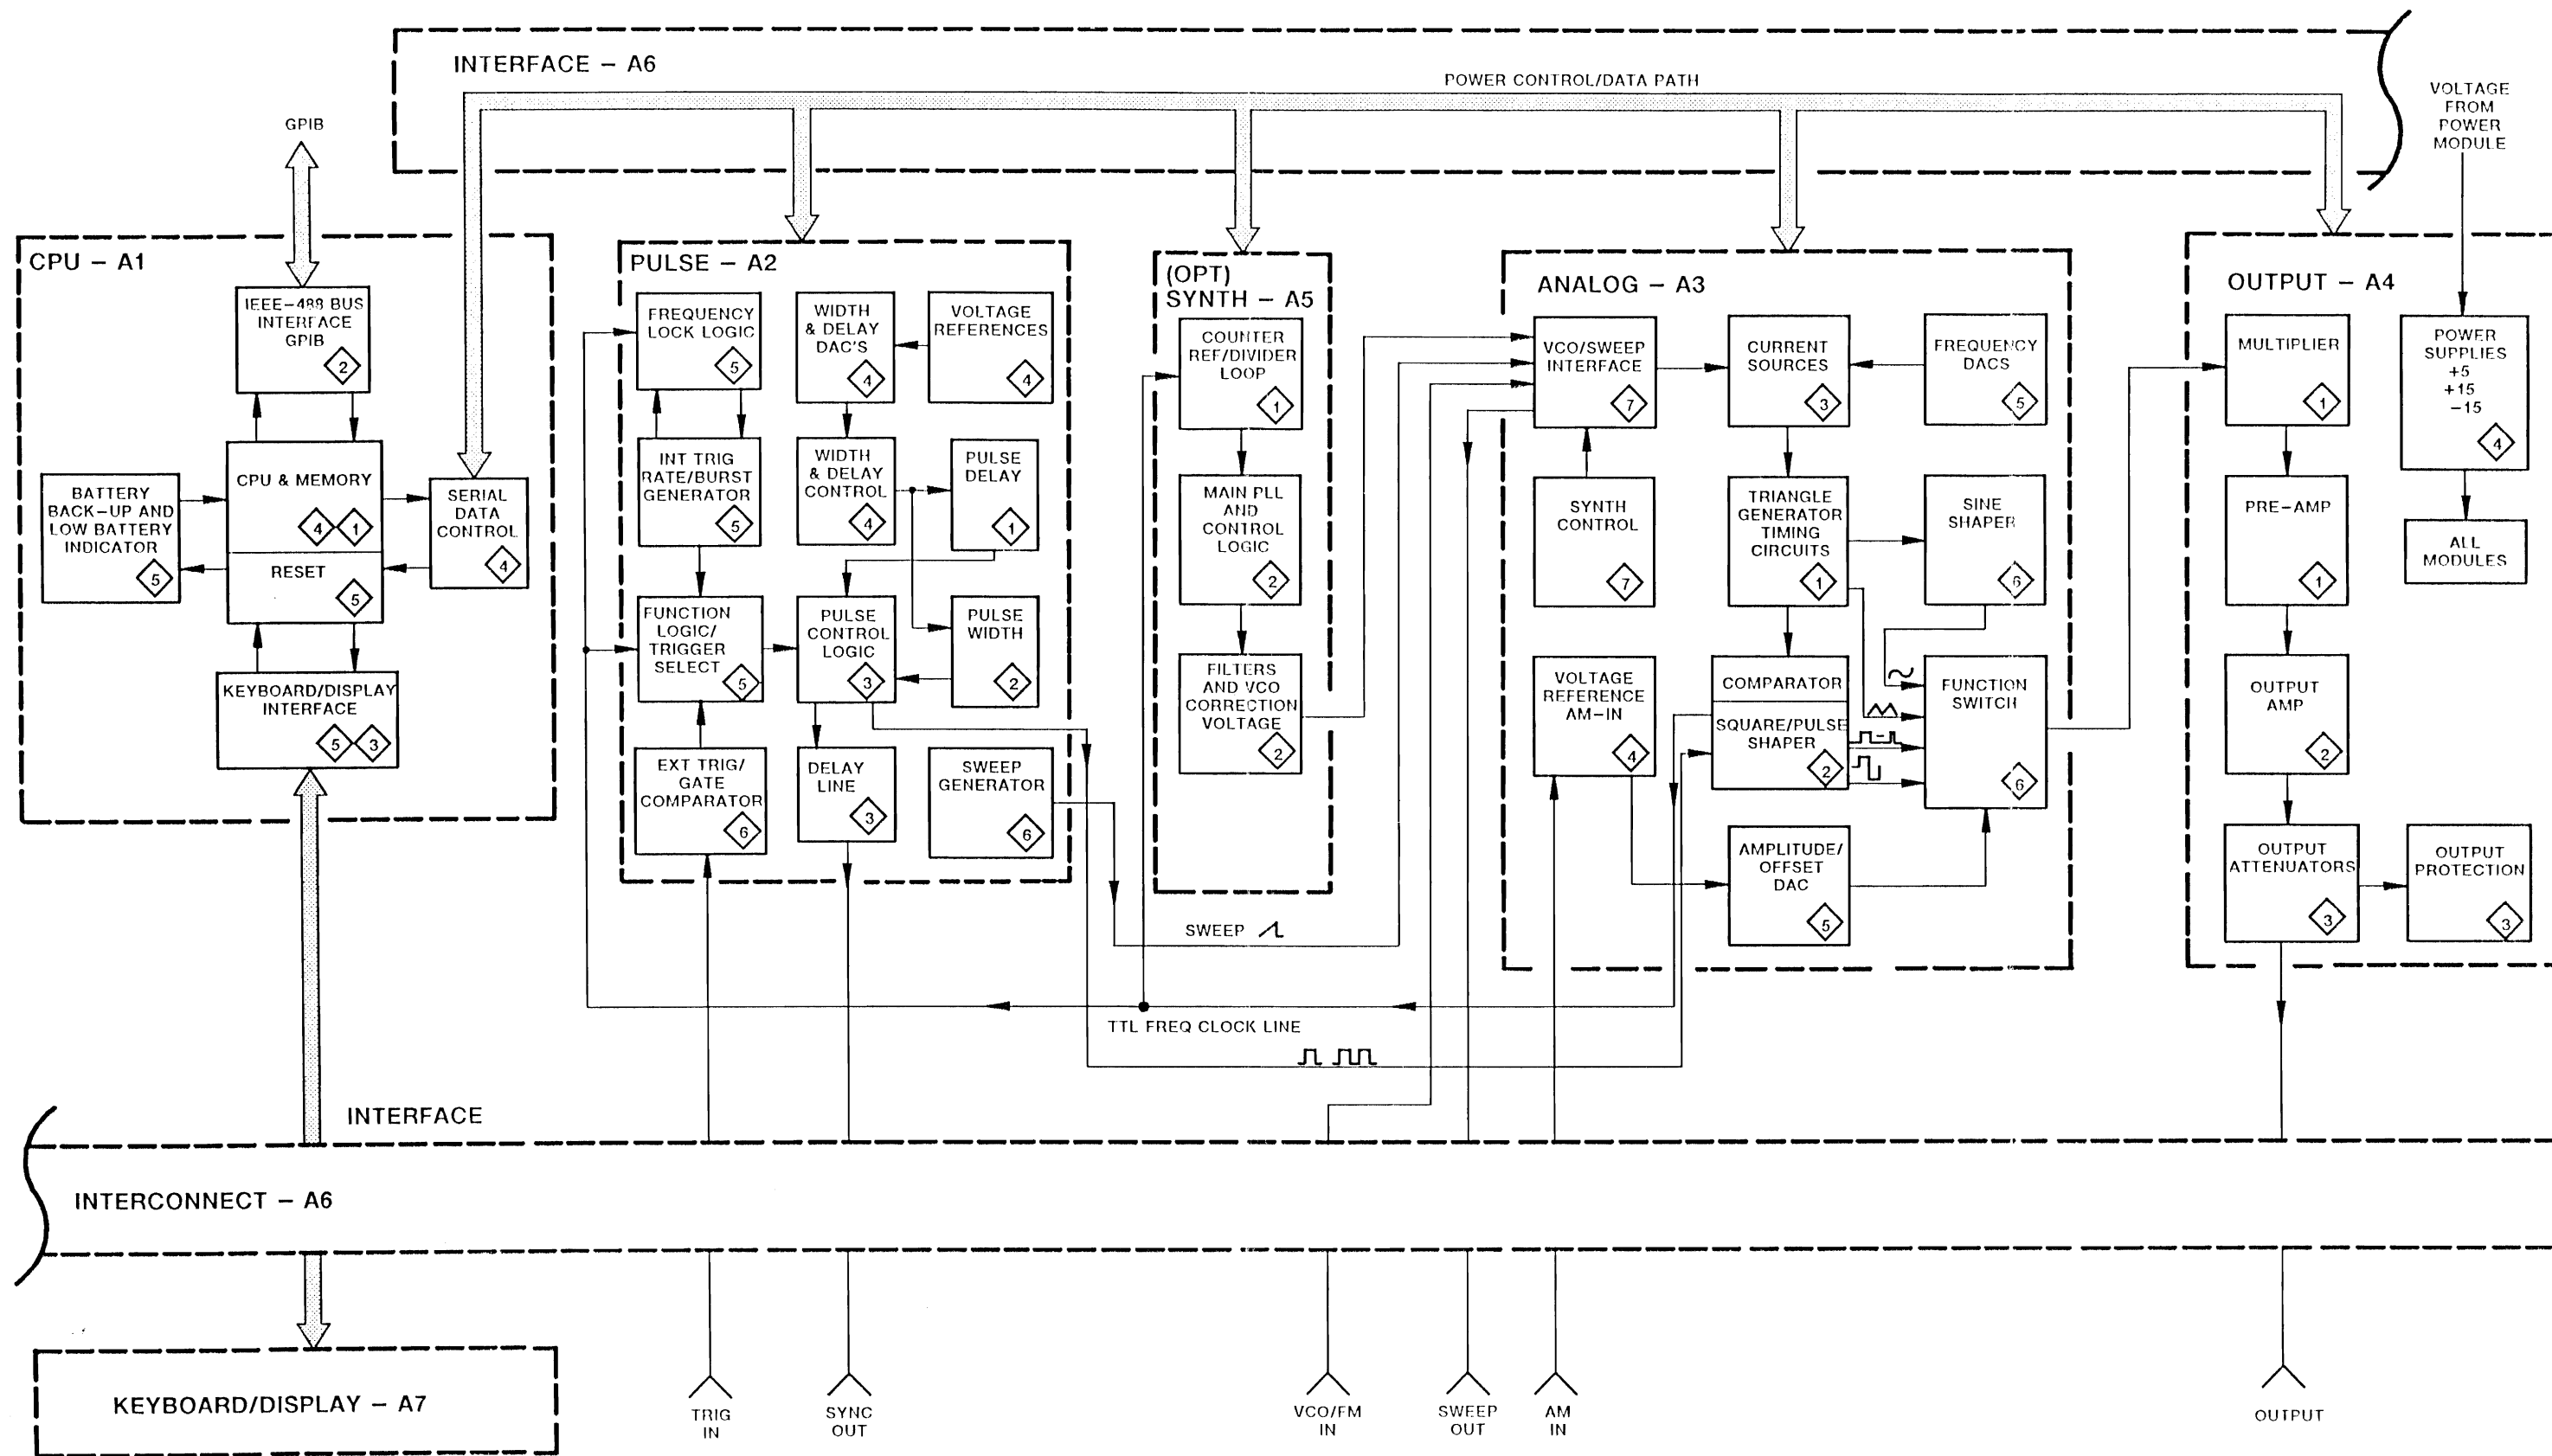 INTERFACE – A6
POWER CONTROL/DATA PATH
VOLTAGE
FROM
POWER
MODULE
GPIB
CPU – A1
IEEE-488 BUS
INTERFACE
GPIB
2
CPU & MEMORY
4 1
RESET
5
BATTERY
BACK-UP AND
LOW BATTERY
INDICATOR
5
SERIAL
DATA
CONTROL
4
KEYBOARD/DISPLAY
INTERFACE
5 3
PULSE – A2
FREQUENCY
LOCK LOGIC
5
WIDTH
& DELAY
DAC'S
4
VOLTAGE
REFERENCES
4
INT TRIG
RATE/BURST
GENERATOR
5
WIDTH
& DELAY
CONTROL
4
PULSE
DELAY
1
FUNCTION
LOGIC/
TRIGGER
SELECT
5
PULSE
CONTROL
LOGIC
3
PULSE
WIDTH
2
EXT TRIG/
GATE
COMPARATOR
6
DELAY
LINE
3
SWEEP
GENERATOR
6
(OPT)
SYNTH – A5
COUNTER
REF/DIVIDER
LOOP
1
MAIN PLL
AND
CONTROL
LOGIC
2
FILTERS
AND VCO
CORRECTION
VOLTAGE
2
ANALOG – A3
VCO/SWEEP
INTERFACE
7
CURRENT
SOURCES
3
FREQUENCY
DACS
5
SYNTH
CONTROL
7
TRIANGLE
GENERATOR
TIMING
CIRCUITS
1
SINE
SHAPER
6
VOLTAGE
REFERENCE
AM-IN
4
COMPARATOR
SQUARE/PULSE
SHAPER
2
FUNCTION
SWITCH
6
AMPLITUDE/
OFFSET
DAC
5
OUTPUT – A4
MULTIPLIER
1
POWER
SUPPLIES
+5
+15
-15
4
PRE-AMP
1
ALL
MODULES
OUTPUT
AMP
2
OUTPUT
ATTENUATORS
3
OUTPUT
PROTECTION
3
SWEEP
TTL FREQ CLOCK LINE
INTERFACE
INTERCONNECT – A6
KEYBOARD/DISPLAY – A7
TRIG
IN
SYNC
OUT
VCO/FM
IN
SWEEP
OUT
AM
IN
OUTPUT